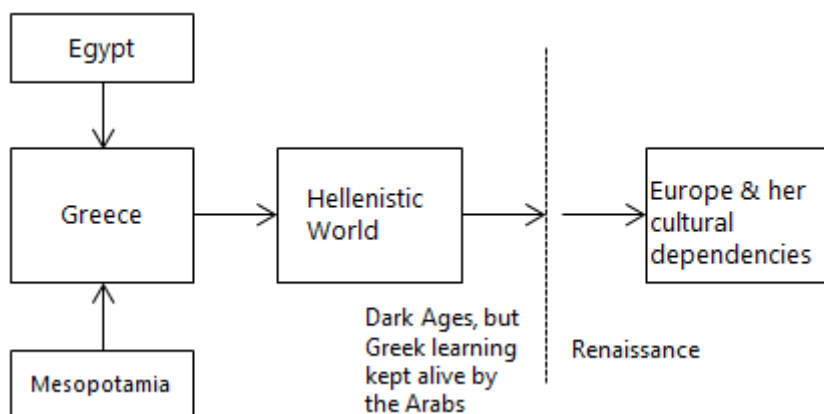 Egypt
Greece
Mesopotamia
Hellenistic
World
Dark Ages, but
Greek learning
kept alive by
the Arabs
Renaissance
Europe & her
cultural
dependencies